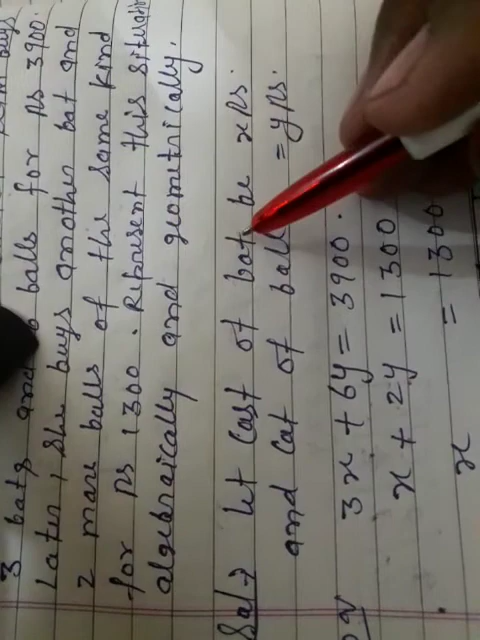 3 bats and balls for Rs 3900.
Later, she buys another bat and
2 more balls of the same kind
for Rs 1300. Represent this situation
algebraically and geometrically.
Sol> let cost of bat be x Rs.
and cat of ball = y Rs.
3x + 6y = 3900.
x + 2y = 1300
x = 1300